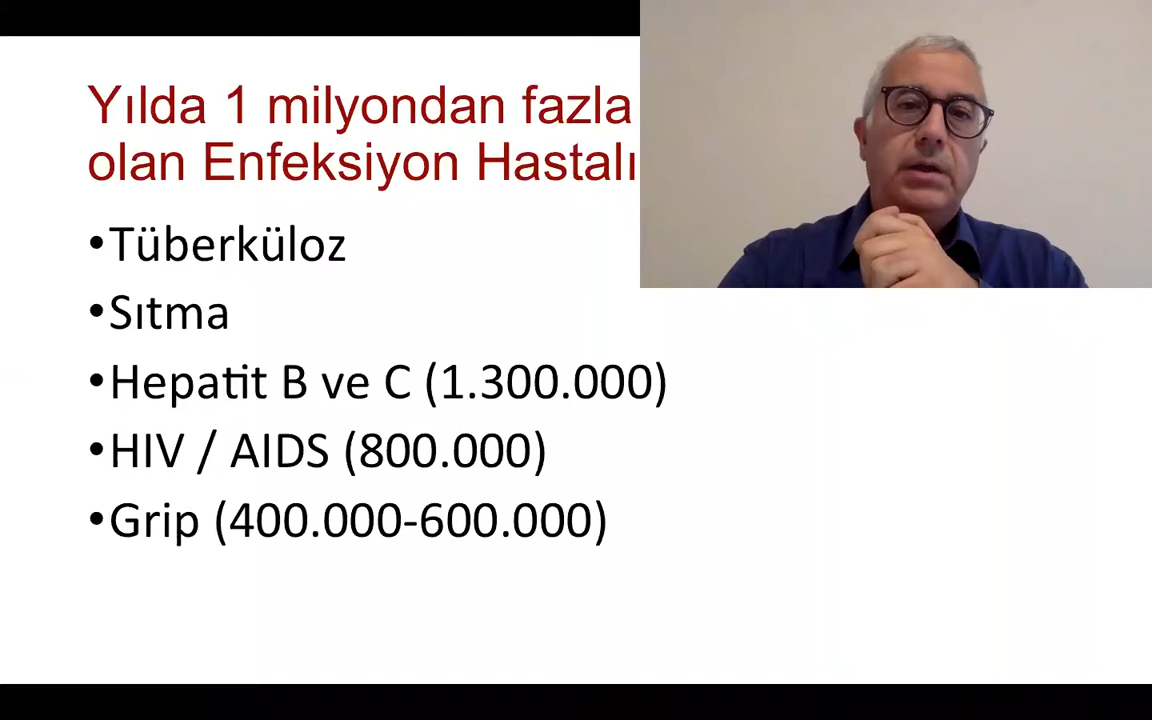 Yılda 1 milyondan fazla
olan Enfeksiyon
•Tüberküloz
•Sıtma
•Hepatit B ve C (1.300.000)
•HIV / AIDS (800.000)
•Grip (400.000-600.000)